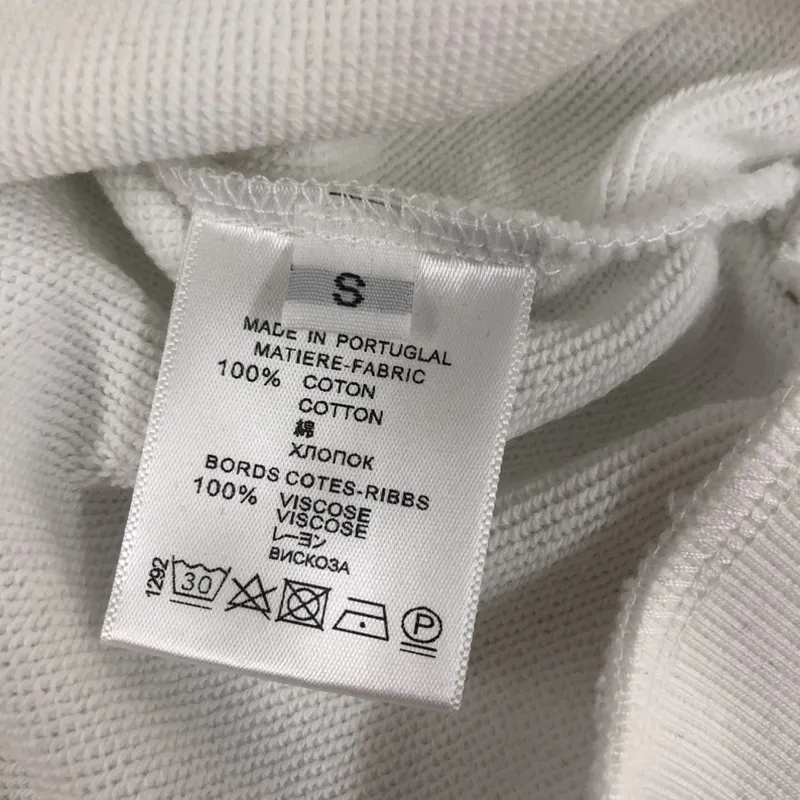 S
MADE IN PORTUGLAL
MATIERE-FABRIC
100% COTON
COTTON
綿
ХЛОПОК
BORDS COTES-RIBBS
100% VISCOSE
VISCOSE
レーヨン
ВИСКОЗА
1292
30
P